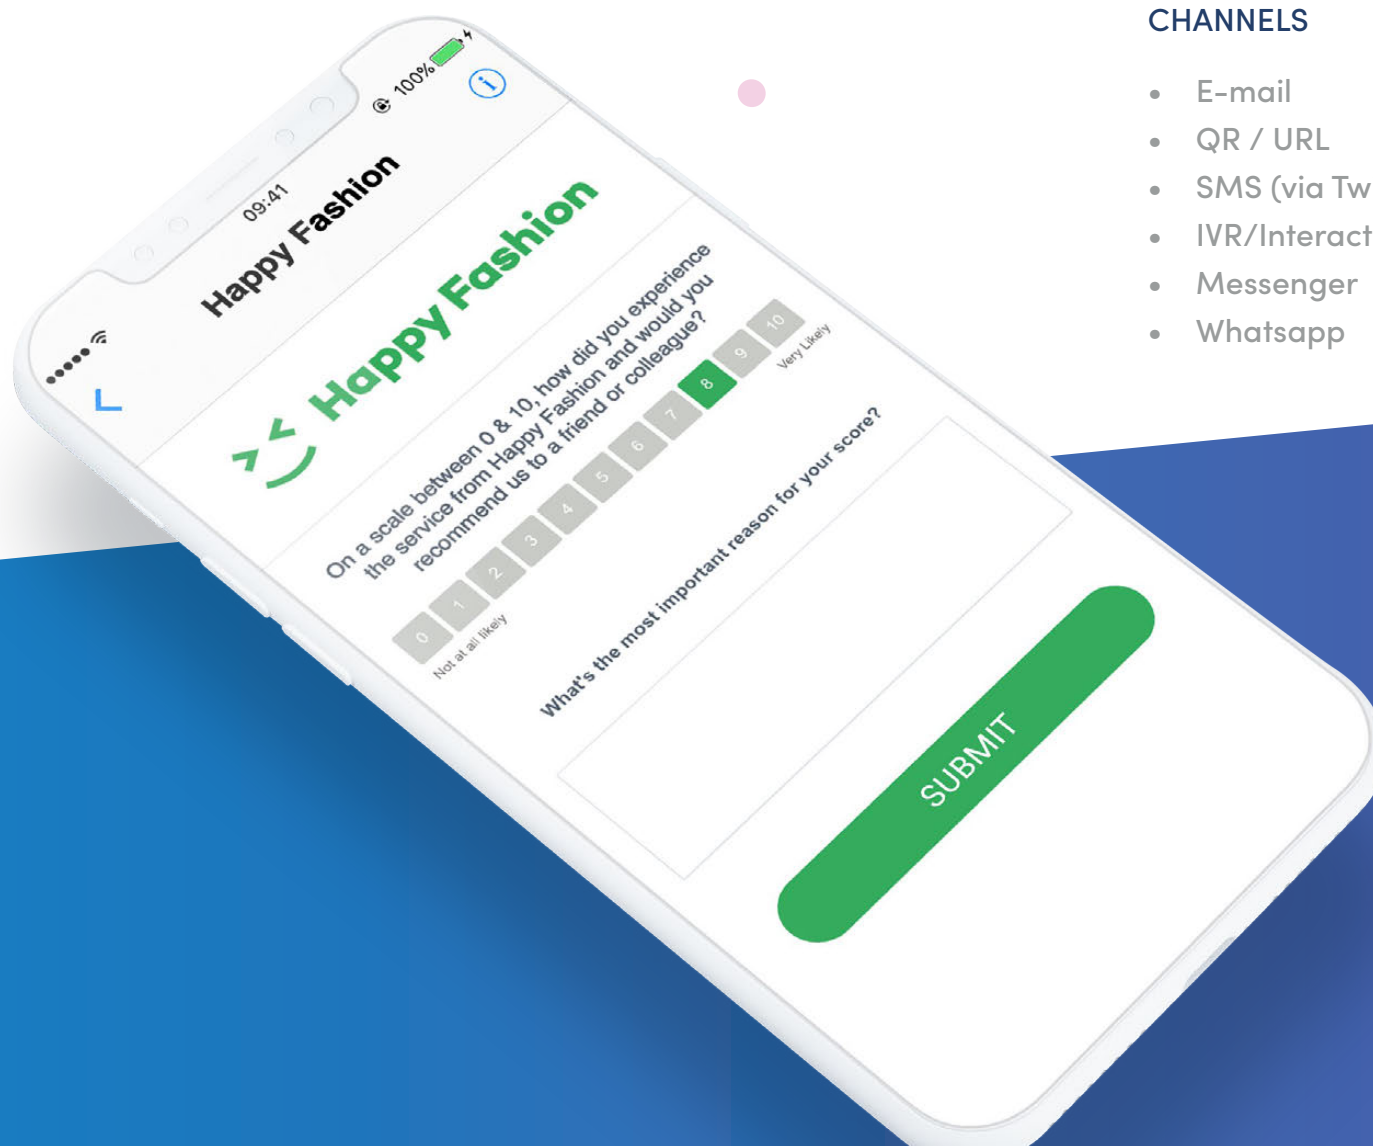 CHANNELS
• E-mail
• QR / URL
• SMS (via Tw
• IVR/Interact
• Messenger
• Whatsapp
09:41
100%
Happy Fashion
Happy Fashion
On a scale between 0 & 10, how did you experience
the service from Happy Fashion and would you
recommend us to a friend or colleague?
0 1 2 3 4 5 6 7 8 9 10
Not at all likely
Very Likely
What's the most important reason for your score?
SUBMIT